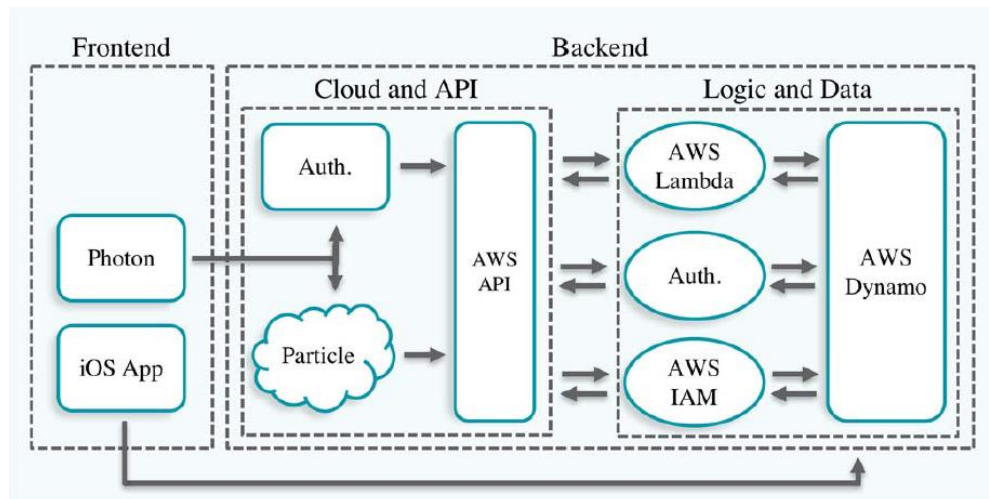 Frontend
Backend
Cloud and API
Logic and Data
Auth.
AWS
Lambda
Photon
AWS
API
Auth.
AWS
Dynamo
iOS App
Particle
AWS
IAM